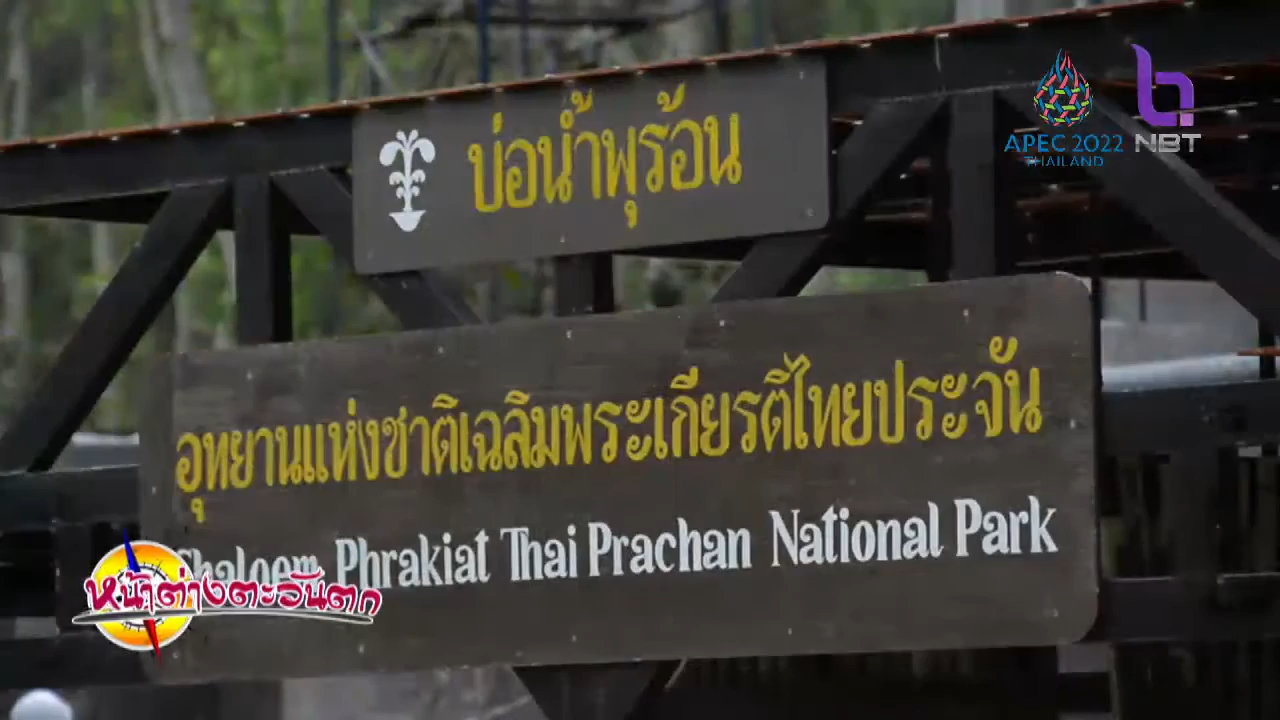 บ่อน้ำพุร้อน
APEC 2022
THAILAND
NBT
อุทยานแห่งชาติเฉลิมพระเกียรติไทยประจัน
Chaloem Phrakiat Thai Prachan National Park
หน้าต่างตะวันตก